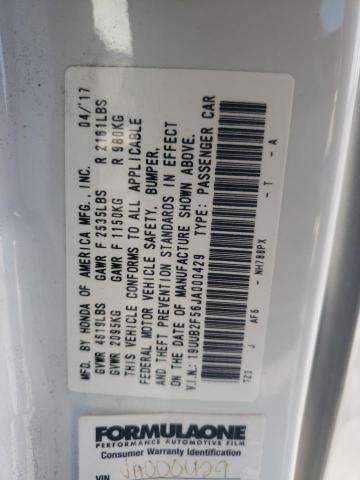 MFD. BY HONDA OF AMERICA MFG., INC. 04/'17
GVWR 4619LBS GAWR F 2535LBS R 2161LBS
GVWR 2095KG GAWR F 1150KG R 980KG
THIS VEHICLE CONFORMS TO ALL APPLICABLE
FEDERAL MOTOR VEHICLE SAFETY, BUMPER,
AND THEFT PREVENTION STANDARDS IN EFFECT
ON THE DATE OF MANUFACTURE SHOWN ABOVE.
V.I.N.: 19UUB2F56JA000429 TYPE: PASSENGER CAR
TZ3 J AF6 - NH788PX - T - A
FORMULAONE
PERFORMANCE AUTOMOTIVE FILM
Consumer Warranty Identification
VIN JA000429